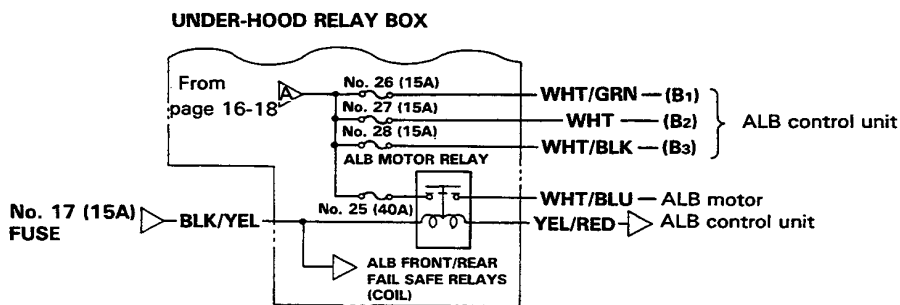 UNDER-HOOD RELAY BOX
From
page 16-18
A
No. 26 (15A)
WHT/GRN — (B1)
No. 27 (15A)
WHT — (B2)
ALB control unit
No. 28 (15A)
WHT/BLK — (B3)
ALB MOTOR RELAY
No. 25 (40A)
WHT/BLU — ALB motor
No. 17 (15A)
FUSE
BLK/YEL
YEL/RED
ALB control unit
ALB FRONT/REAR
FAIL SAFE RELAYS
(COIL)